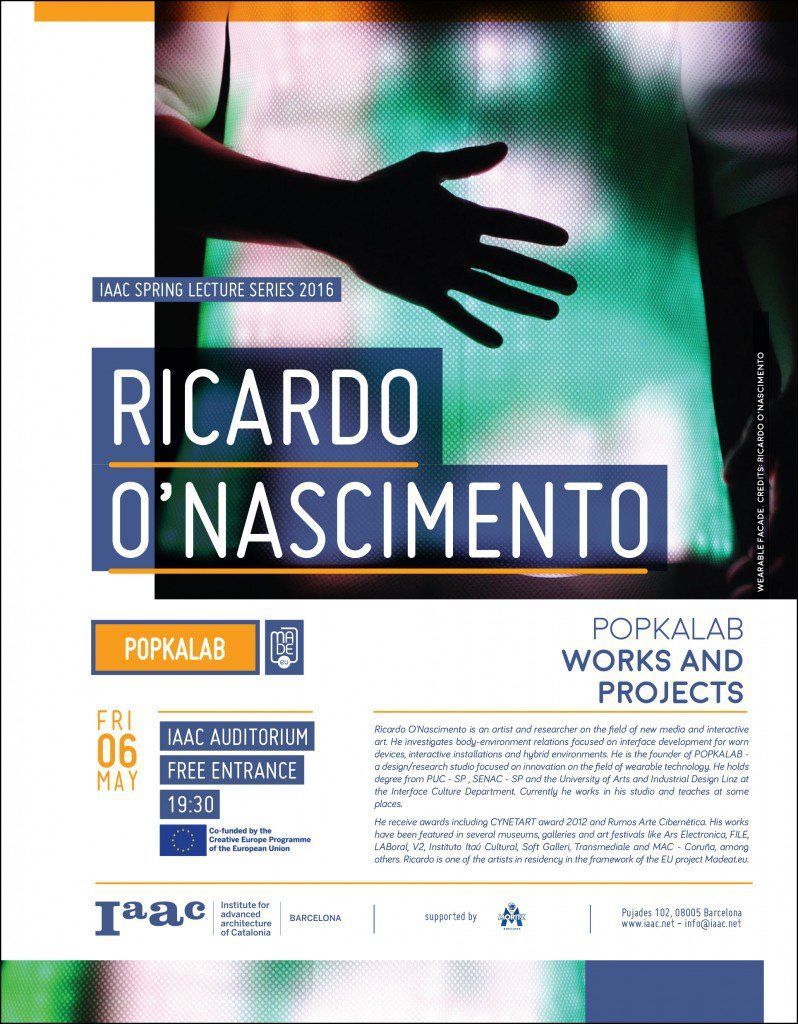 IAAC SPRING LECTURE SERIES 2016
RICARDO
O'NASCIMENTO
WEARABLE FACADE. CREDITS: RICARDO O'NASCIMENTO
POPKALAB
MADE
eu
POPKALAB
WORKS AND
PROJECTS
FRI
06
MAY
IAAC AUDITORIUM
FREE ENTRANCE
19:30
Co-funded by the
Creative Europe Programme
of the European Union
Ricardo O'Nascimento is an artist and researcher on the field of new media and interactive
art. He investigates body-environment relations focused on interface development for worn
devices, interactive installations and hybrid environments. He is the founder of POPKALAB -
a design/research studio focused on innovation on the field of wearable technology. He holds
degree from PUC - SP , SENAC - SP and the University of Arts and Industrial Design Linz at
the Interface Culture Department. Currently he works in his studio and teaches at some
places.
He receive awards including CYNETART award 2012 and Rumos Arte Cibernética. His works
have been featured in several museums, galleries and art festivals like Ars Electronica, FILE,
LABoral, V2, Instituto Itaú Cultural, Soft Galleri, Transmediale and MAC - Coruña, among
others. Ricardo is one of the artists in residency in the framework of the EU project Madeat.eu.
Iaac
Institute for
advanced
architecture
of Catalonia
BARCELONA
supported by
MORITZ
BARCELONA
Pujades 102, 08005 Barcelona
www.iaac.net – info@iaac.net